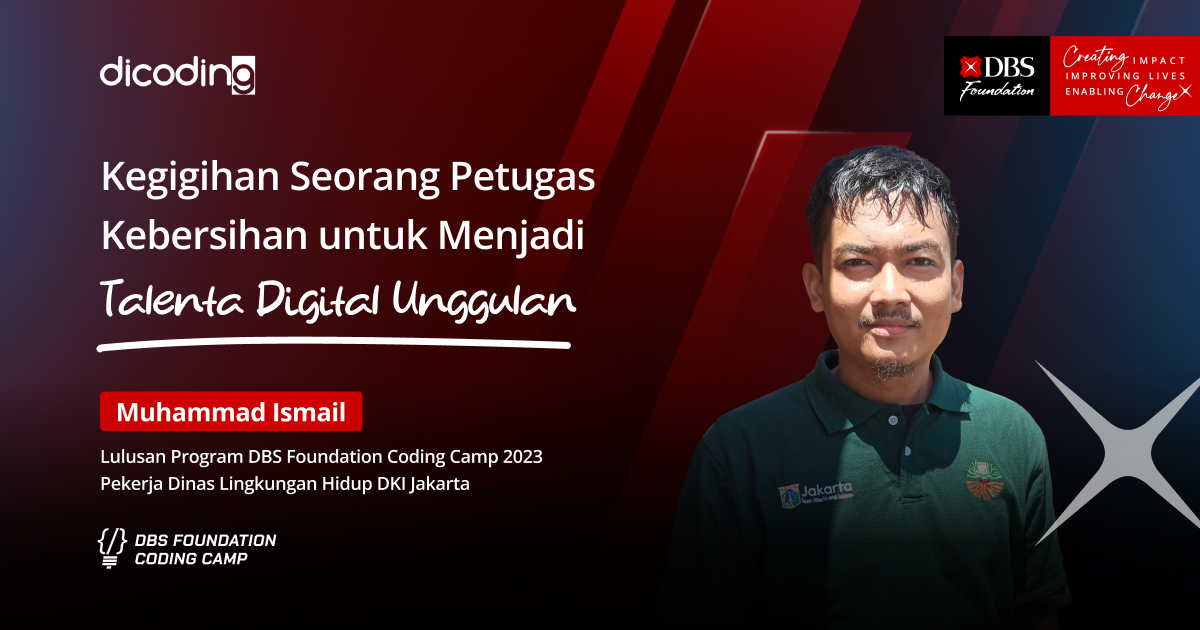 dicoding
DBS
Foundation
Creating IMPACT
IMPROVING LIVES
ENABLING Change
Kegigihan Seorang Petugas
Kebersihan untuk Menjadi
Talenta Digital Unggulan
Muhammad Ismail
Lulusan Program DBS Foundation Coding Camp 2023
Pekerja Dinas Lingkungan Hidup DKI Jakarta
Jakarta
{/} DBS FOUNDATION
CODING CAMP